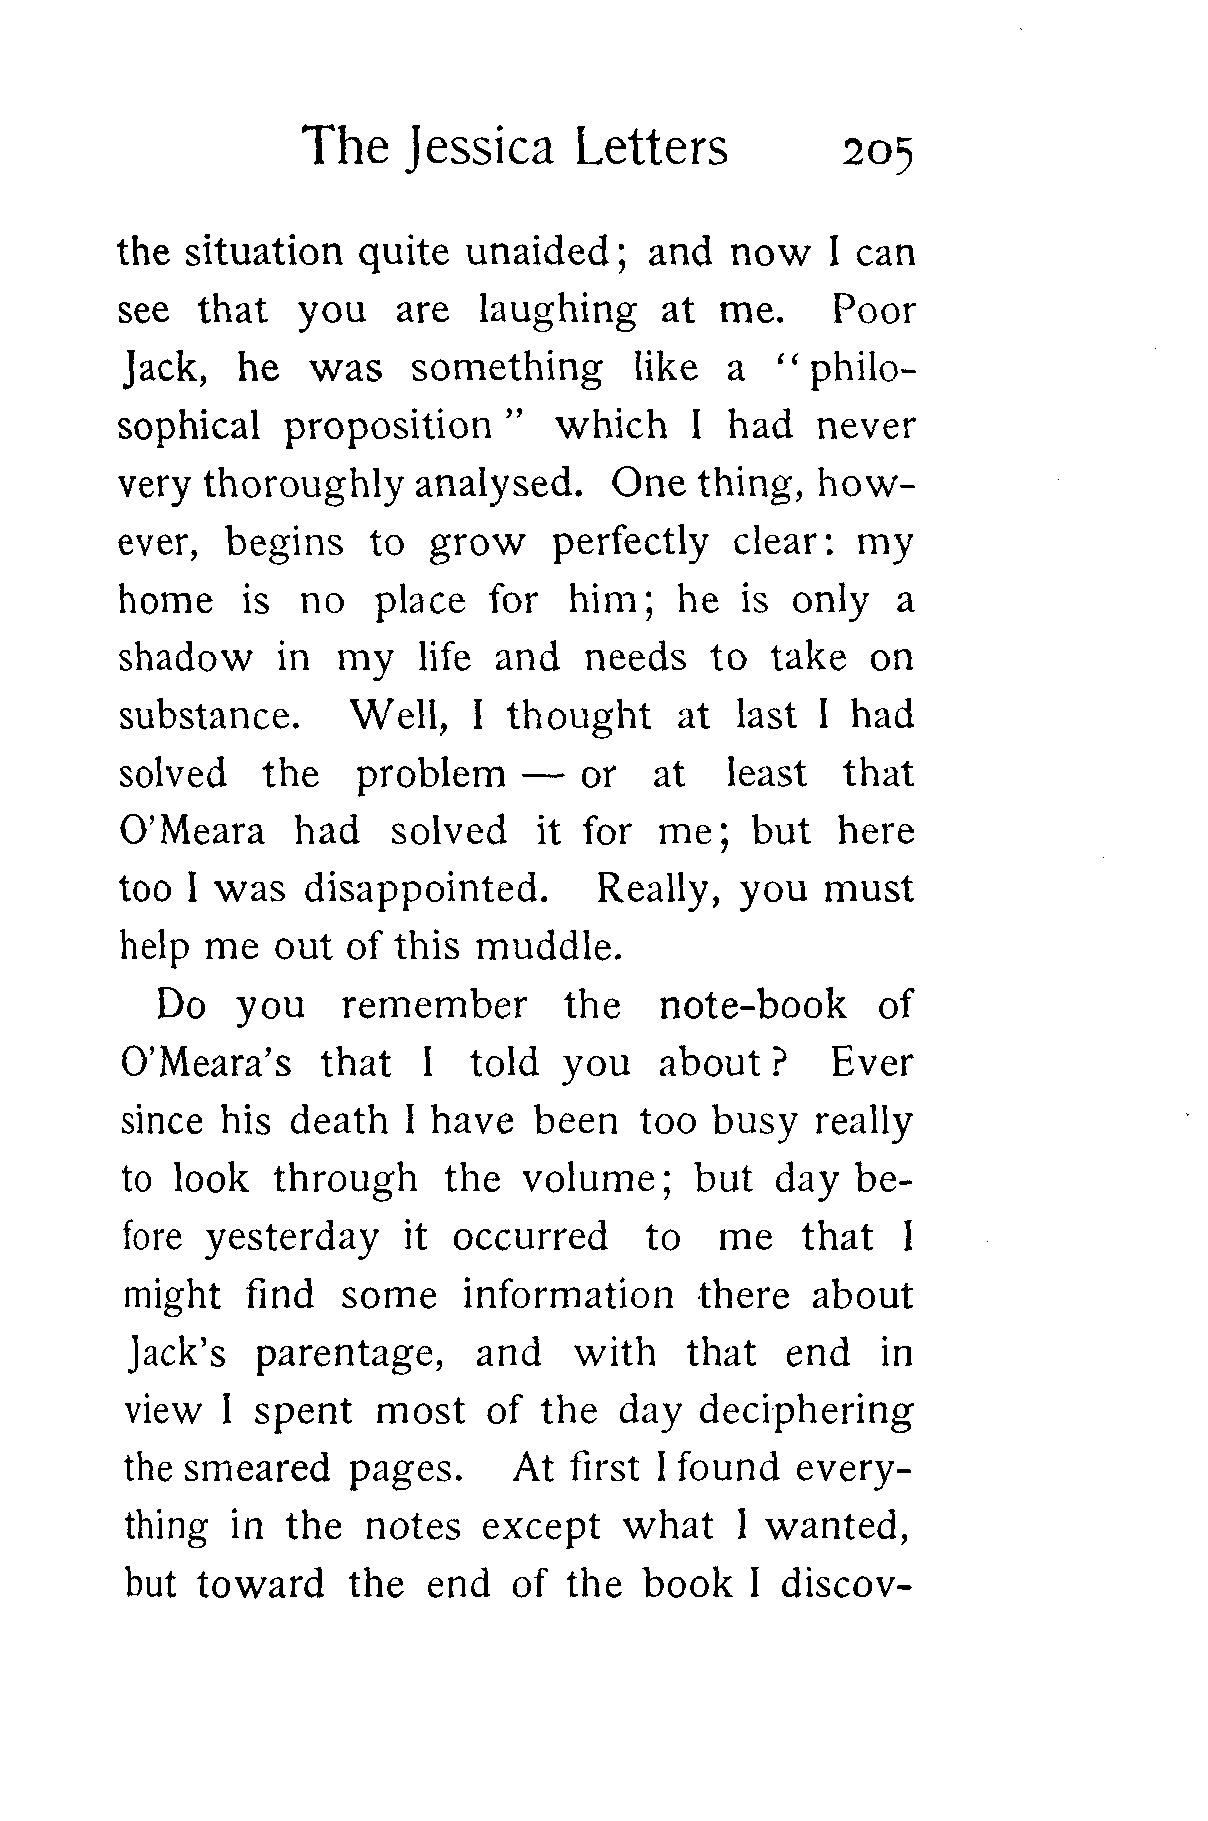 The Jessica Letters 205
the situation quite unaided; and now I can
see that you are laughing at me. Poor
Jack, he was something like a “philo-
sophical proposition” which I had never
very thoroughly analysed. One thing, how-
ever, begins to grow perfectly clear: my
home is no place for him; he is only a
shadow in my life and needs to take on
substance. Well, I thought at last I had
solved the problem — or at least that
O’Meara had solved it for me; but here
too I was disappointed. Really, you must
help me out of this muddle.
Do you remember the note-book of
O’Meara’s that I told you about? Ever
since his death I have been too busy really
to look through the volume; but day be-
fore yesterday it occurred to me that I
might find some information there about
Jack’s parentage, and with that end in
view I spent most of the day deciphering
the smeared pages. At first I found every-
thing in the notes except what I wanted,
but toward the end of the book I discov-